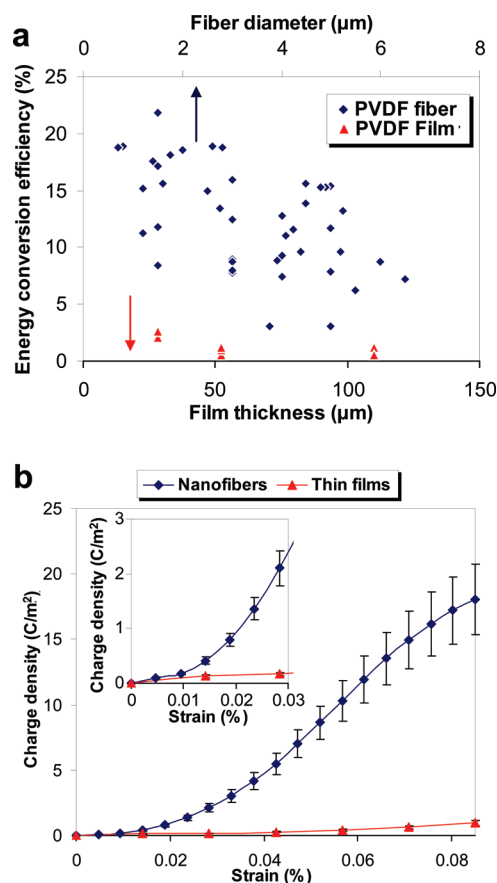 a
Fiber diameter (µm)
0 2 4 6 8
Energy conversion efficiency (%)
25
20
15
10
5
0
PVDF fiber
PVDF Film
0 50 100 150
Film thickness (µm)
b
Nanofibers Thin films
Charge density (C/m²)
25
20
15
10
5
0
Charge density (C/m²)
3
2
1
0
0 0.01 0.02 0.03
Strain (%)
0 0.02 0.04 0.06 0.08
Strain (%)